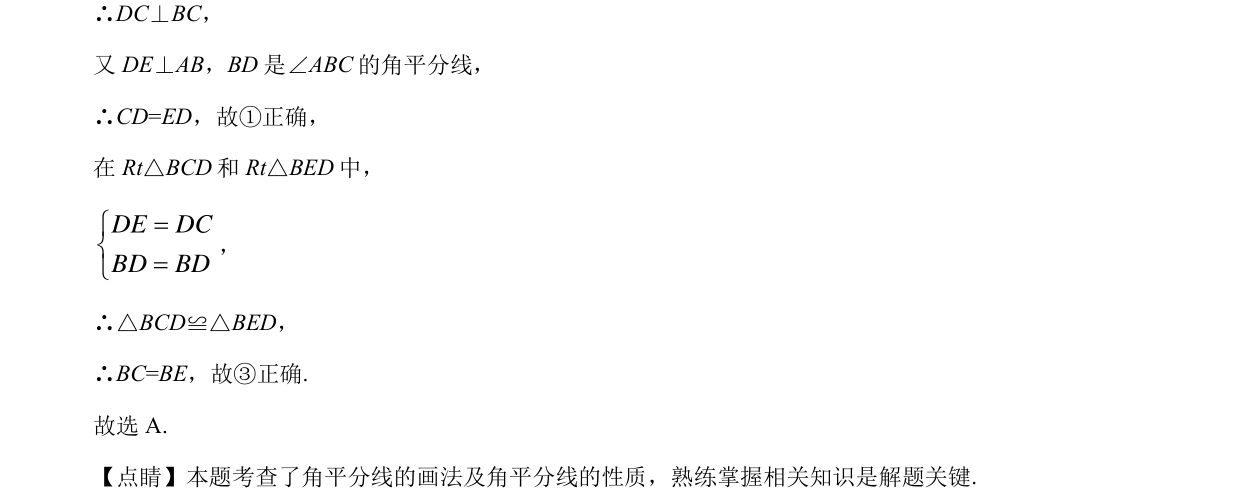 ∴DC⊥BC，
又 DE⊥AB，BD 是∠ABC 的角平分线，
∴CD=ED，故①正确，
在 Rt△BCD 和 Rt△BED 中，
{DE = DC
BD = BD，
∴△BCD≌△BED，
∴BC=BE，故③正确.
故选 A.
【点睛】本题考查了角平分线的画法及角平分线的性质，熟练掌握相关知识是解题关键.